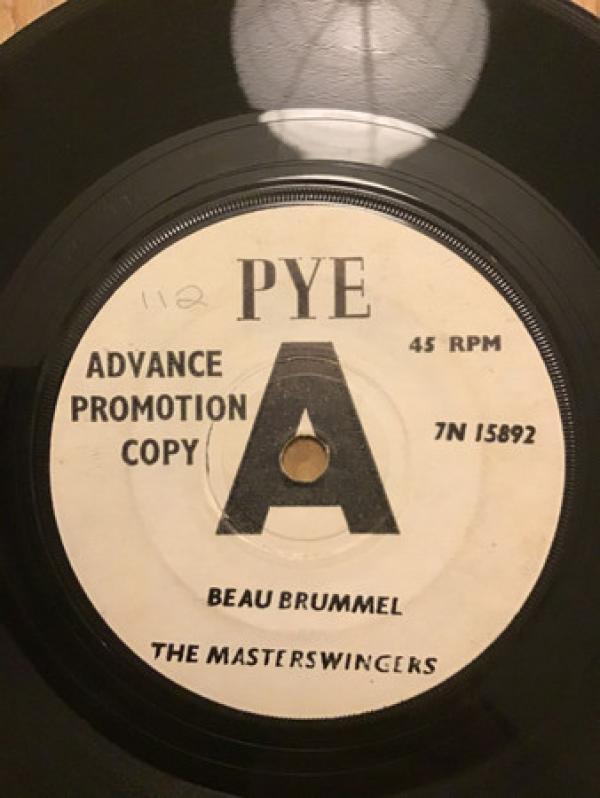 112
PYE
45 RPM
ADVANCE
PROMOTION
COPY
A
7N 15892
BEAU BRUMMEL
THE MASTERSWINGERS